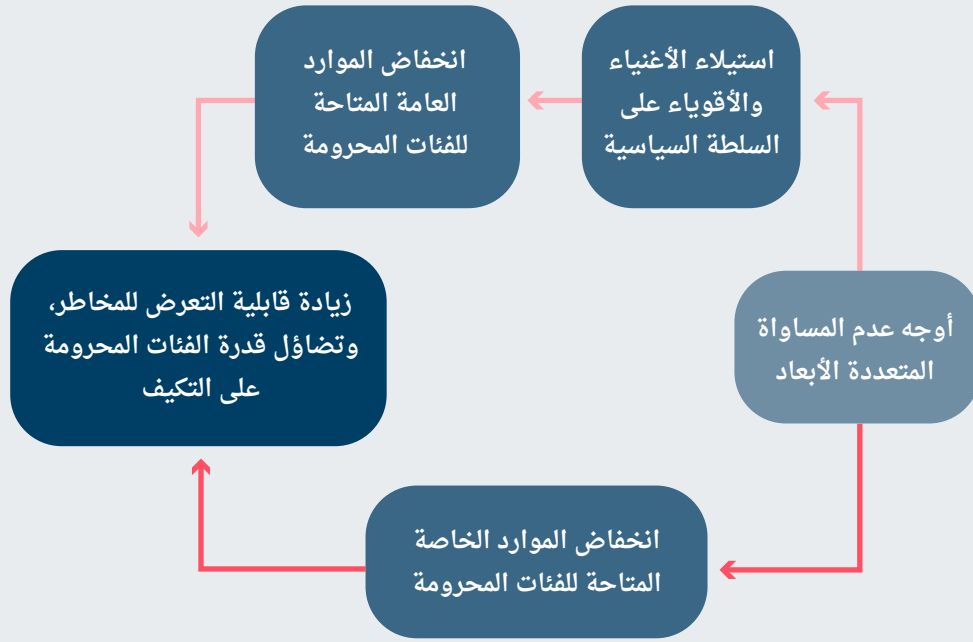 استيلاء الأغنياء
والأقوياء على
السلطة السياسية
انخفاض الموارد
العامة المتاحة
للفئات المحرومة
أوجه عدم المساواة
المتعددة الأبعاد
زيادة قابلية التعرض للمخاطر،
وتضاؤل قدرة الفئات المحرومة
على التكيف
انخفاض الموارد الخاصة
المتاحة للفئات المحرومة